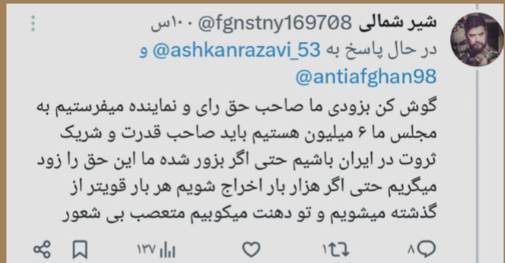 شیر شمالی @fgnstny169708 · ۱۰۰س
در حال پاسخ به @ashkanrazavi_53 و
@antiafghan98
گوش کن بزودی ما صاحب حق رای و نماینده میفرستیم به
مجلس ما ۶ میلیون هستیم باید صاحب قدرت و شریک
ثروت در ایران باشیم حتی اگر بزور شده ما این حق را زود
میگریم حتی اگر هزار بار اخراج شویم هر بار قویتر از
گذشته میشویم و تو دهنت میکوبیم متعصب بی شعور
۸ ۱ ۱۳۷